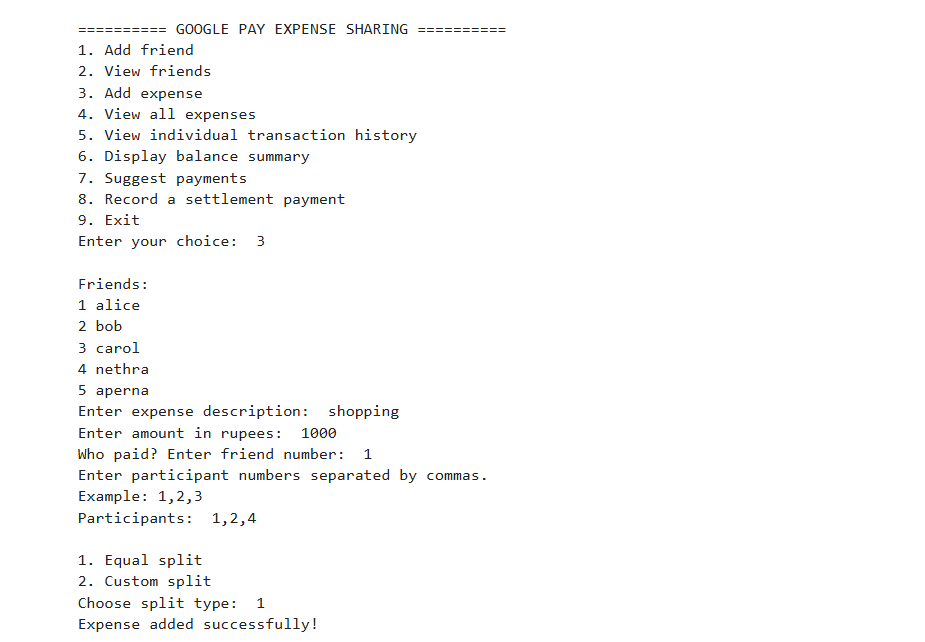 ========== GOOGLE PAY EXPENSE SHARING ==========
1. Add friend
2. View friends
3. Add expense
4. View all expenses
5. View individual transaction history
6. Display balance summary
7. Suggest payments
8. Record a settlement payment
9. Exit
Enter your choice:  3
Friends:
1 alice
2 bob
3 carol
4 nethra
5 aperna
Enter expense description:  shopping
Enter amount in rupees:  1000
Who paid? Enter friend number:  1
Enter participant numbers separated by commas.
Example: 1,2,3
Participants:  1,2,4
1. Equal split
2. Custom split
Choose split type:  1
Expense added successfully!